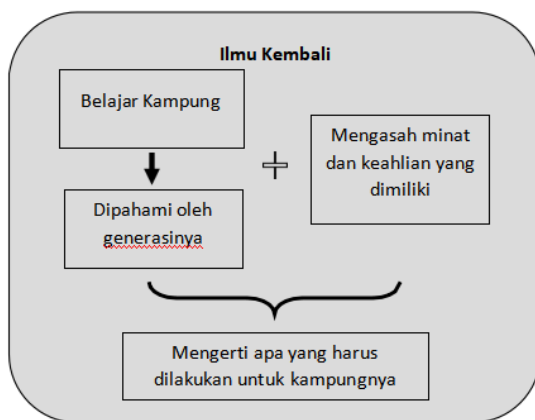 Ilmu Kembali
Belajar Kampung
Dipahami oleh
generasinya
Mengasah minat
dan keahlian yang
dimiliki
Mengerti apa yang harus
dilakukan untuk kampungnya